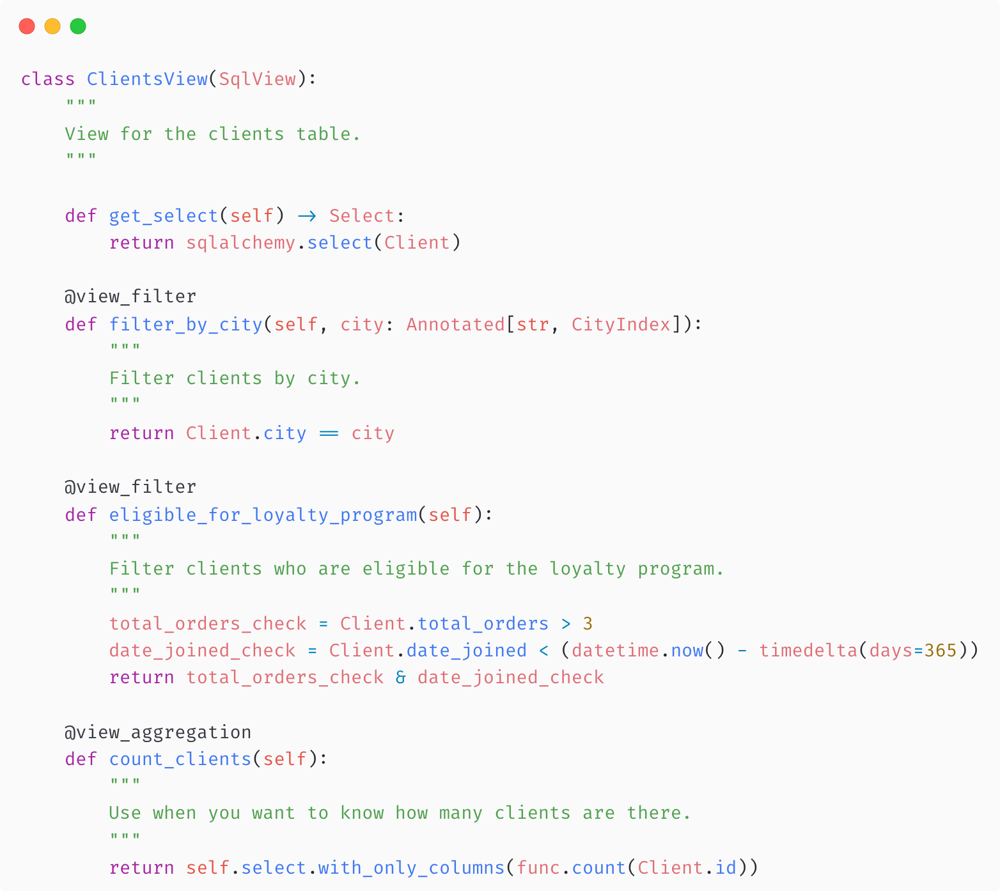 class ClientsView(SqlView):
    """
    View for the clients table.
    """

    def get_select(self) -> Select:
        return sqlalchemy.select(Client)

    @view_filter
    def filter_by_city(self, city: Annotated[str, CityIndex]):
        """
        Filter clients by city.
        """
        return Client.city == city

    @view_filter
    def eligible_for_loyalty_program(self):
        """
        Filter clients who are eligible for the loyalty program.
        """
        total_orders_check = Client.total_orders > 3
        date_joined_check = Client.date_joined < (datetime.now() - timedelta(days=365))
        return total_orders_check & date_joined_check

    @view_aggregation
    def count_clients(self):
        """
        Use when you want to know how many clients are there.
        """
        return self.select.with_only_columns(func.count(Client.id))